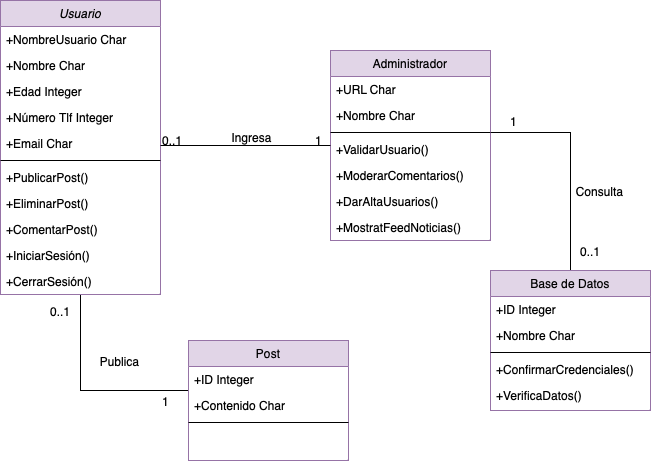 Usuario
+NombreUsuario Char
+Nombre Char
+Edad Integer
+Número Tlf Integer
+Email Char
+PublicarPost()
+EliminarPost()
+ComentarPost()
+IniciarSesión()
+CerrarSesión()
0..1
Ingresa
1
Administrador
+URL Char
+Nombre Char
+ValidarUsuario()
+ModerarComentarios()
+DarAltaUsuarios()
+MostratFeedNoticias()
1
Consulta
0..1
Base de Datos
+ID Integer
+Nombre Char
+ConfirmarCredenciales()
+VerificaDatos()
0..1
Publica
1
Post
+ID Integer
+Contenido Char